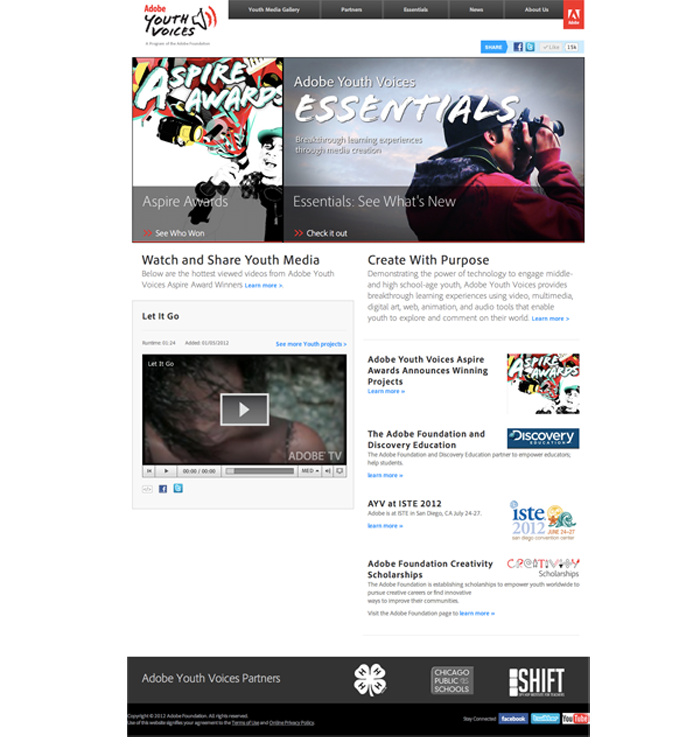 Adobe
YOUTH
VOICES
A Program of the Adobe Foundation
Youth Media Gallery
Partners
Essentials
News
About Us
Adobe
SHARE
Like
ASPIRE
AWARDS
Adobe Youth Voices
ESSENTIALS
Breakthrough learning experiences
through media creation
Aspire Awards
See Who Won
Essentials: See What's New
Check it out
Watch and Share Youth Media
Below are the hottest viewed videos from Adobe Youth
Voices Aspire Award Winners Learn more >
Let It Go
Runtime: 01:24 Added: 01/03/2012 See more Youth projects >
Let It Go
ADOBE TV
00:00 / 00:00
MED
Create With Purpose
Demonstrating the power of technology to engage middle-
and high school-age youth, Adobe Youth Voices provides
breakthrough learning experiences using video, multimedia,
digital art, web, animation, and audio tools that enable
youth to explore and comment on their world. Learn more >
Adobe Youth Voices Aspire
Awards Announces Winning
Projects
Learn more »
ASPIRE
AWARDS
The Adobe Foundation and
Discovery Education
The Adobe Foundation and Discovery Education partner to empower educators,
help students.
learn more »
Discovery
EDUCATION
AYV at ISTE 2012
Adobe is at ISTE in San Diego, CA July 24-27.
learn more »
iste
2012 JUNE 24-27
san diego convention center
Adobe Foundation Creativity
Scholarships
The Adobe Foundation is establishing scholarships to empower youth worldwide to
pursue creative careers or find innovative
ways to improve their communities.
Visit the Adobe Foundation page to learn more »
CREATIVITY
Scholarships
Adobe Youth Voices Partners
H H H H
CHICAGO
PUBLIC
SCHOOLS
SHIFT
Copyright © 2012 Adobe Foundation. All rights reserved.
Use of this website signifies your agreement to the Terms of Use and Online Privacy Policy.
Stay Connected
facebook
twitter
YouTube